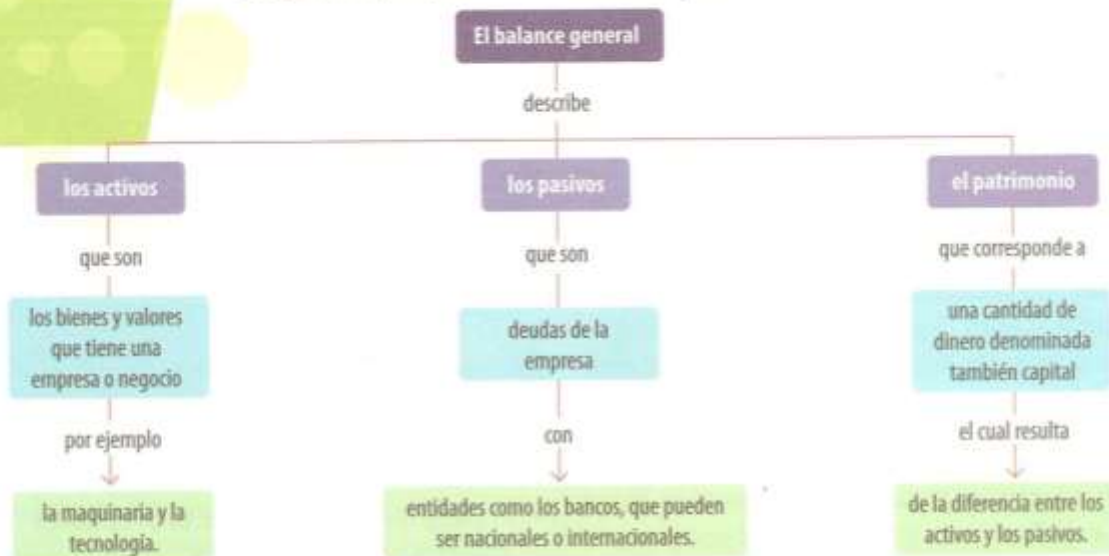 El balance general
describe
los activos
que son
los bienes y valores
que tiene una
empresa o negocio
por ejemplo
la maquinaria y la
tecnología.
los pasivos
que son
deudas de la
empresa
con
entidades como los bancos, que pueden
ser nacionales o internacionales.
el patrimonio
que corresponde a
una cantidad de
dinero denominada
también capital
el cual resulta
de la diferencia entre los
activos y los pasivos.